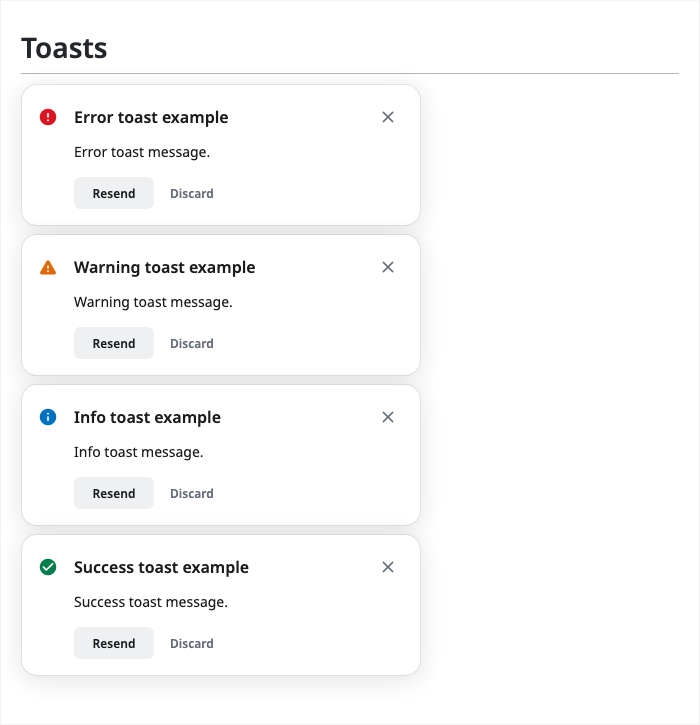 Toasts
Error toast example
Error toast message.
Resend Discard
Warning toast example
Warning toast message.
Resend Discard
Info toast example
Info toast message.
Resend Discard
Success toast example
Success toast message.
Resend Discard